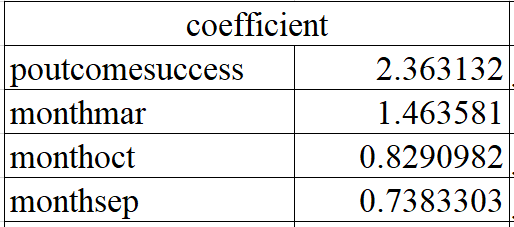 coefficient
poutcomesuccess 2.363132
monthmar 1.463581
monthoct 0.8290982
monthsep 0.7383303